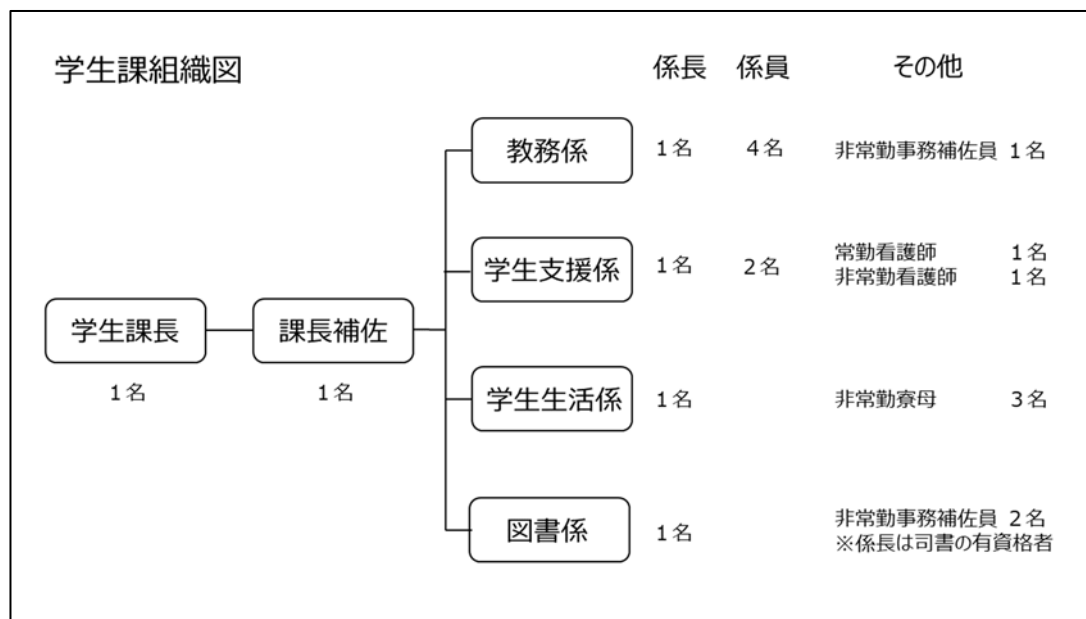 学生課組織図 係長 係員 その他
教務係 1名 4名 非常勤事務補佐員 1名
学生支援係 1名 2名 常勤看護師 1名
非常勤看護師 1名
学生課長 課長補佐
1名 1名
学生生活係 1名 非常勤寮母 3名
図書係 1名 非常勤事務補佐員 2名
※係長は司書の有資格者